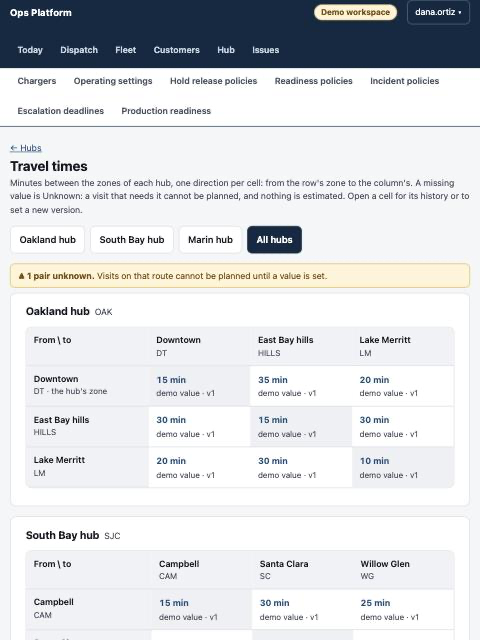 Ops Platform
Demo workspace
dana.ortiz ▾
Today Dispatch Fleet Customers Hub Issues
Chargers Operating settings Hold release policies Readiness policies Incident policies
Escalation deadlines Production readiness
← Hubs
Travel times
Minutes between the zones of each hub, one direction per cell: from the row's zone to the column's. A missing
value is Unknown: a visit that needs it cannot be planned, and nothing is estimated. Open a cell for its history or to
set a new version.
Oakland hub South Bay hub Marin hub All hubs
▲ 1 pair unknown. Visits on that route cannot be planned until a value is set.
Oakland hub OAK
From \ to Downtown East Bay hills Lake Merritt
DT HILLS LM
Downtown 15 min 35 min 20 min
DT · the hub's zone demo value · v1 demo value · v1 demo value · v1
East Bay hills 30 min 15 min 30 min
HILLS demo value · v1 demo value · v1 demo value · v1
Lake Merritt 20 min 30 min 10 min
LM demo value · v1 demo value · v1 demo value · v1
South Bay hub SJC
From \ to Campbell Santa Clara Willow Glen
CAM SC WG
Campbell 15 min 30 min 25 min
CAM demo value · v1 demo value · v1 demo value · v1